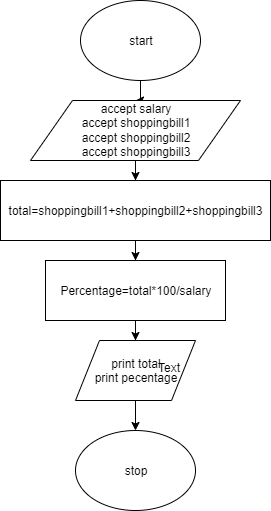 start
accept salary
accept shoppingbill1
accept shoppingbill2
accept shoppingbill3
total=shoppingbill1+shoppingbill2+shoppingbill3
Percentage=total*100/salary
print total
Text
print pecentage
stop